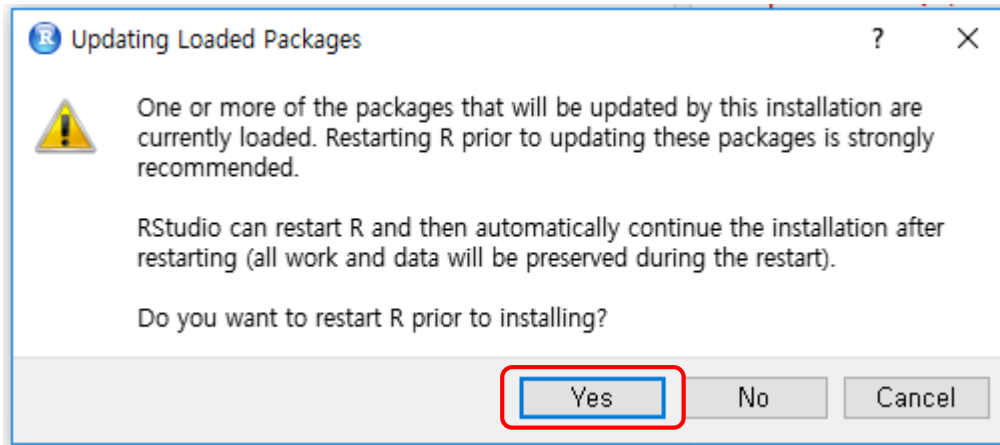 R Updating Loaded Packages ? ×
One or more of the packages that will be updated by this installation are
currently loaded. Restarting R prior to updating these packages is strongly
recommended.
RStudio can restart R and then automatically continue the installation after
restarting (all work and data will be preserved during the restart).
Do you want to restart R prior to installing?
Yes No Cancel